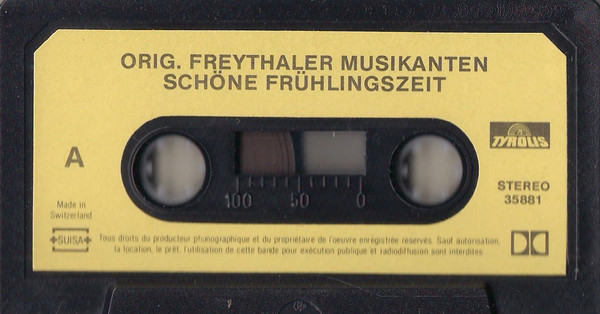 ORIG. FREYTHALER MUSIKANTEN
SCHÖNE FRÜHLINGSZEIT
A
TYROLIS
100 50 0
STEREO
35881
Made in
Switzerland
SUISA
Tous droits du producteur phonographique et du propriétaire de l'oeuvre enregistrée réservés. Sauf autorisation,
la location, le prêt, l'utilisation de cette bande pour exécution publique et radiodiffusion sont interdites